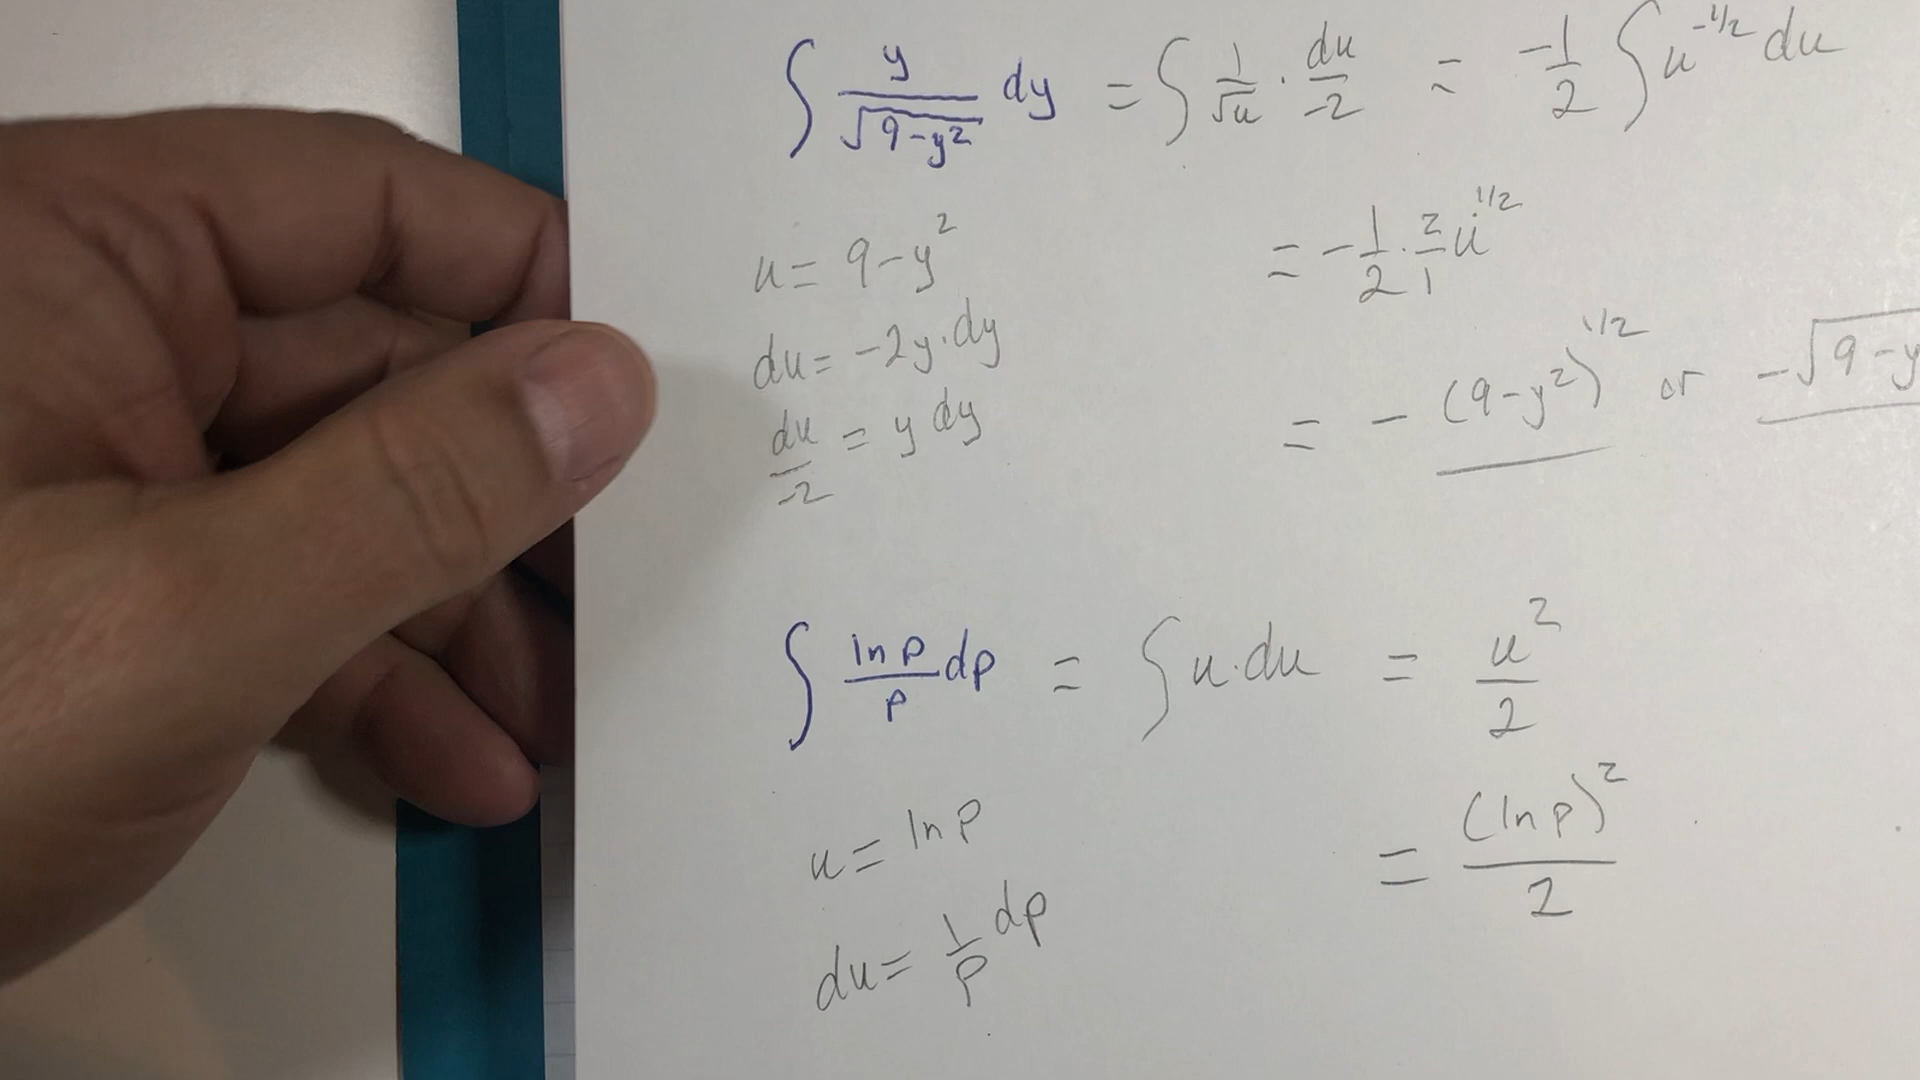 ∫ y/√(9-y²) dy = ∫ 1/√u · du/-2 = -1/2 ∫ u^(-1/2) du
u = 9-y²
= -1/2 · 2/1 u^(1/2)
du = -2y·dy
du/-2 = y dy
= -(9-y²)^(1/2) or -√9-y
∫ ln p/p dp = ∫ u·du = u²/2
u = ln p
= (ln p)²/2
du = 1/p dp